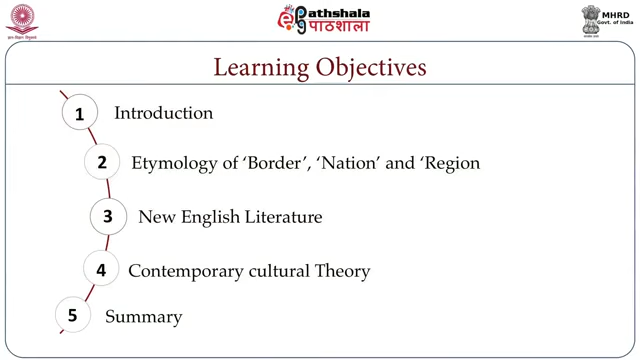 Pathshala
पाठशाला
MHRD
Govt. of India
Learning Objectives
1 Introduction
2 Etymology of ‘Border’, ‘Nation’ and ‘Region
3 New English Literature
4 Contemporary cultural Theory
5 Summary